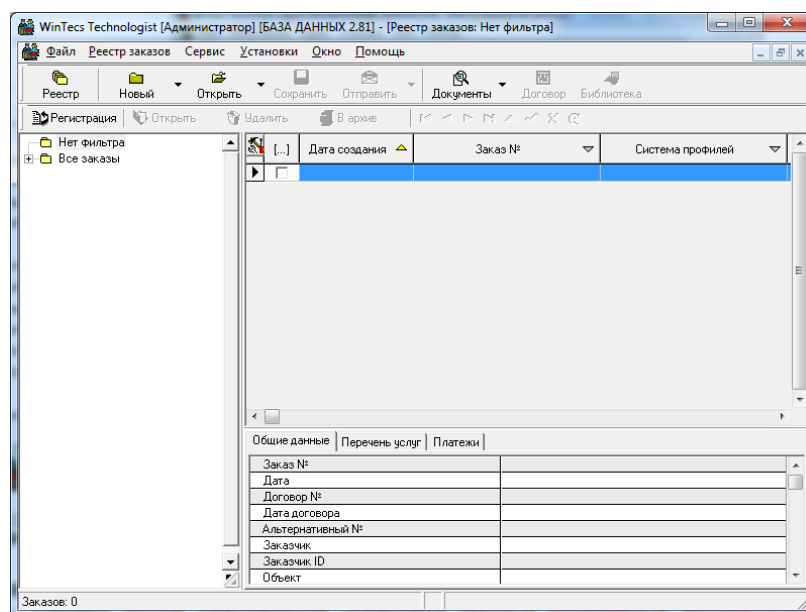 WinTecs Technologist [Администратор] [БАЗА ДАННЫХ 2.81] - [Реестр заказов: Нет фильтра]
Файл Реестр заказов Сервис Установки Окно Помощь
Реестр Новый Открыть Сохранить Отправить Документы Договор Библиотека
Регистрация Открыть Удалить В архив
Нет фильтра
Все заказы
[...] Дата создания Заказ № Система профилей
Общие данные Перечень услуг Платежи
Заказ №
Дата
Договор №
Дата договора
Альтернативный №
Заказчик
Заказчик ID
Объект
Заказов: 0